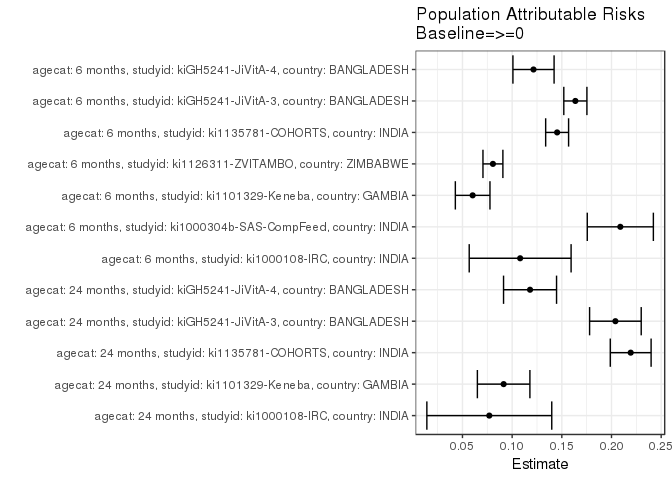 Population Attributable Risks
Baseline=>=0
agecat: 6 months, studyid: kiGH5241-JiVitA-4, country: BANGLADESH
agecat: 6 months, studyid: kiGH5241-JiVitA-3, country: BANGLADESH
agecat: 6 months, studyid: ki1135781-COHORTS, country: INDIA
agecat: 6 months, studyid: ki1126311-ZVITAMBO, country: ZIMBABWE
agecat: 6 months, studyid: ki1101329-Keneba, country: GAMBIA
agecat: 6 months, studyid: ki1000304b-SAS-CompFeed, country: INDIA
agecat: 6 months, studyid: ki1000108-IRC, country: INDIA
agecat: 24 months, studyid: kiGH5241-JiVitA-4, country: BANGLADESH
agecat: 24 months, studyid: kiGH5241-JiVitA-3, country: BANGLADESH
agecat: 24 months, studyid: ki1135781-COHORTS, country: INDIA
agecat: 24 months, studyid: ki1101329-Keneba, country: GAMBIA
agecat: 24 months, studyid: ki1000108-IRC, country: INDIA
0.05 0.10 0.15 0.20 0.25
Estimate